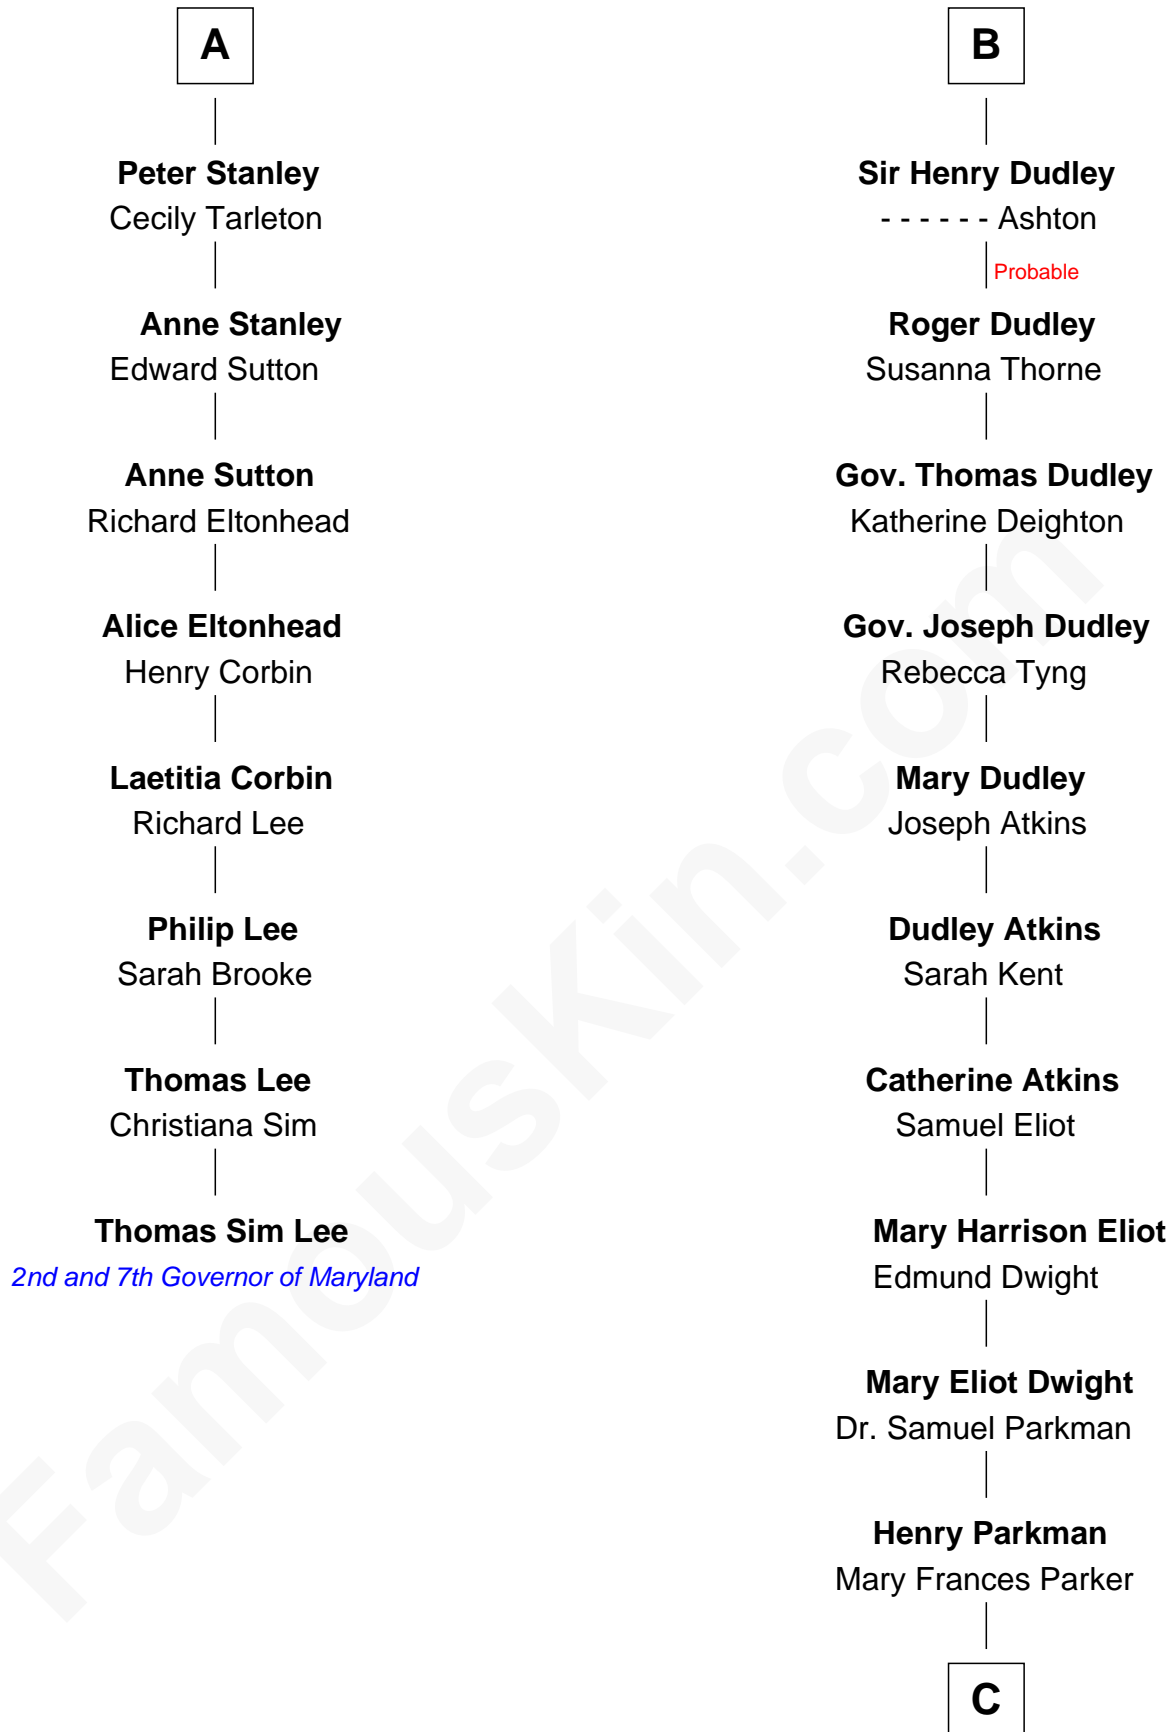 A
Peter Stanley
Cecily Tarleton
Anne Stanley
Edward Sutton
Anne Sutton
Richard Eltonhead
Alice Eltonhead
Henry Corbin
Laetitia Corbin
Richard Lee
Philip Lee
Sarah Brooke
Thomas Lee
Christiana Sim
Thomas Sim Lee
2nd and 7th Governor of Maryland
B
Sir Henry Dudley
- - - - - - Ashton
Probable
Roger Dudley
Susanna Thorne
Gov. Thomas Dudley
Katherine Deighton
Gov. Joseph Dudley
Rebecca Tyng
Mary Dudley
Joseph Atkins
Dudley Atkins
Sarah Kent
Catherine Atkins
Samuel Eliot
Mary Harrison Eliot
Edmund Dwight
Mary Eliot Dwight
Dr. Samuel Parkman
Henry Parkman
Mary Frances Parker
C
FamousKin.com